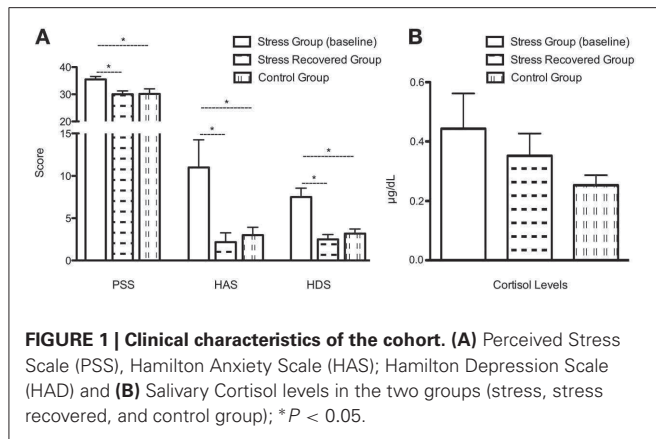 A
Stress Group (baseline)
Stress Recovered Group
Control Group
*
*
*
*
*
*
40
30
20
15
10
5
0
Score
PSS
HAS
HDS
B
Stress Group (baseline)
Stress Recovered Group
Control Group
0.6
0.4
0.2
0.0
µg/dL
Cortisol Levels
FIGURE 1 | Clinical characteristics of the cohort. (A) Perceived Stress
Scale (PSS), Hamilton Anxiety Scale (HAS); Hamilton Depression Scale
(HAD) and (B) Salivary Cortisol levels in the two groups (stress, stress
recovered, and control group); *P < 0.05.